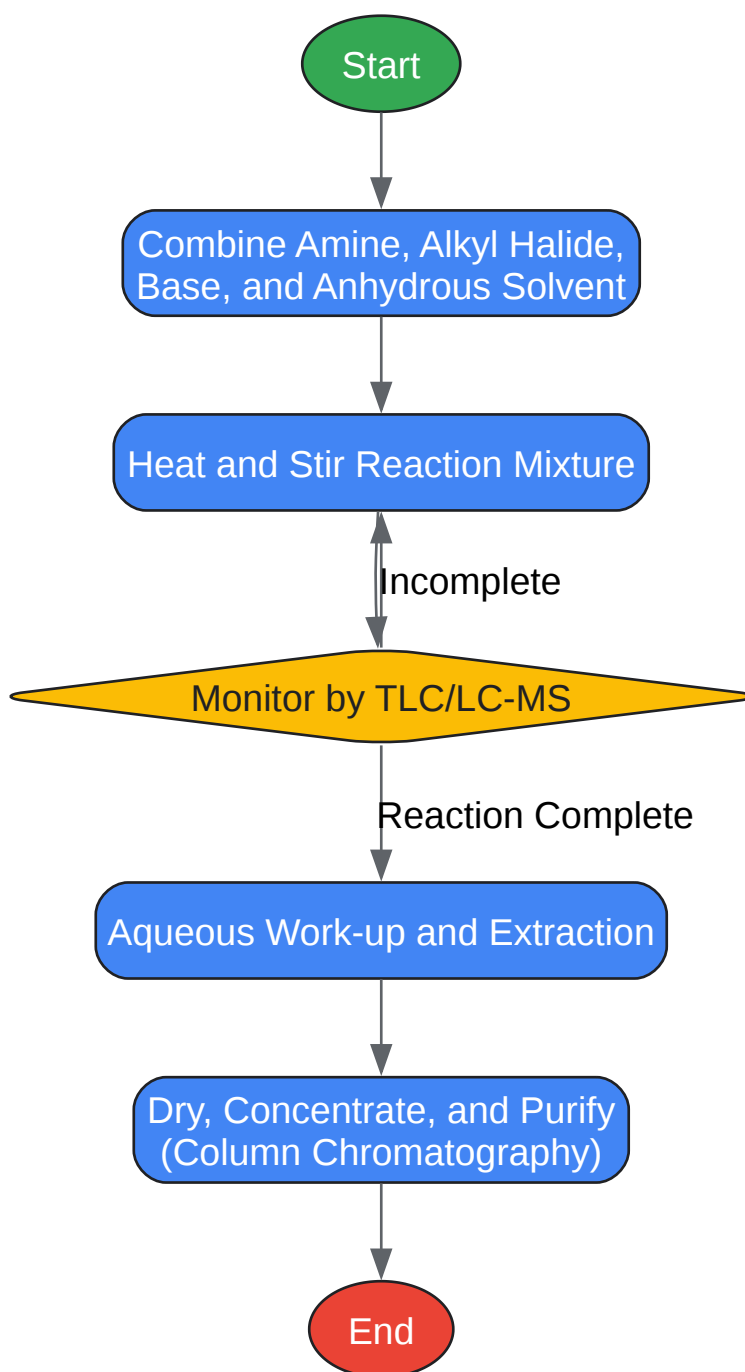 Start
Combine Amine, Alkyl Halide,
Base, and Anhydrous Solvent
Heat and Stir Reaction Mixture
Incomplete
Monitor by TLC/LC-MS
Reaction Complete
Aqueous Work-up and Extraction
Dry, Concentrate, and Purify
(Column Chromatography)
End